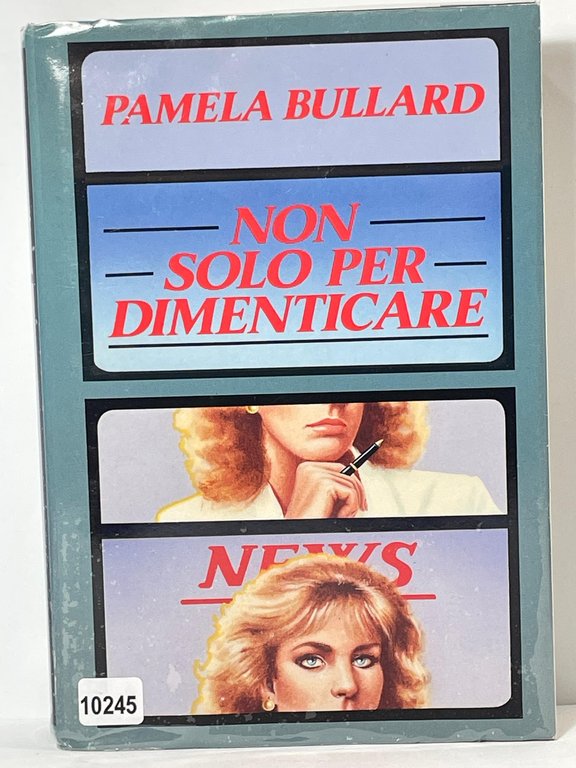 PAMELA BULLARD
NON
SOLO PER
DIMENTICARE
NEWS
10245